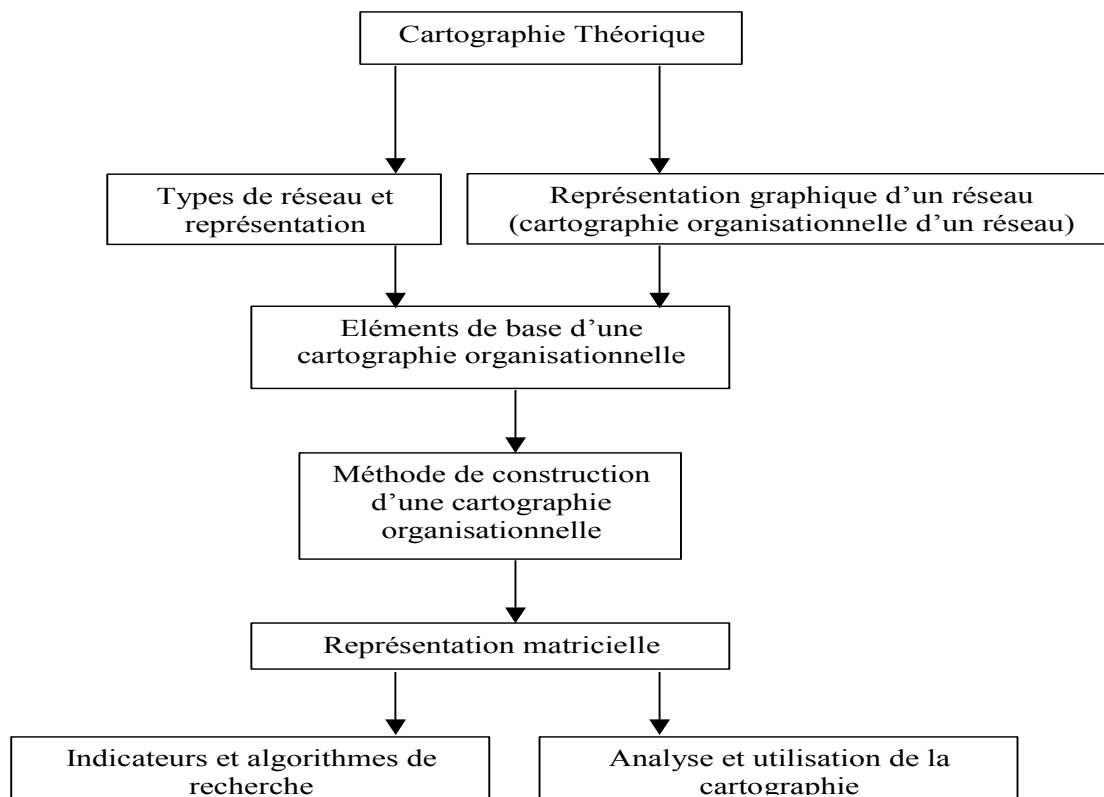 Cartographie Théorique
Types de réseau et
représentation
Représentation graphique d’un réseau
(cartographie organisationnelle d’un réseau)
Eléments de base d’une
cartographie organisationnelle
Méthode de construction
d’une cartographie
organisationnelle
Représentation matricielle
Indicateurs et algorithmes de
recherche
Analyse et utilisation de la
cartographie